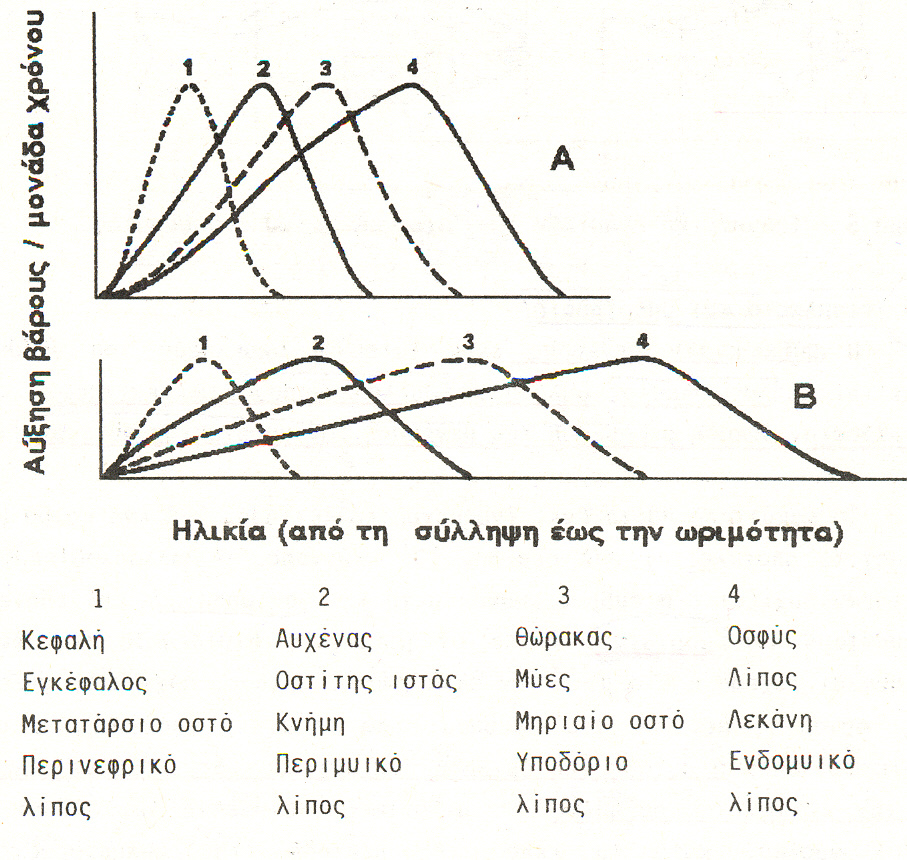 Αύξηση βάρους / μονάδα χρόνου
1 2 3 4
A
1 2 3 4
B
Ηλικία (από τη σύλληψη έως την ωριμότητα)
1 2 3 4
Κεφαλή Αυχένας Θώρακας Οσφύς
Εγκέφαλος Οστίτης ιστός Μύες Λίπος
Μετατάρσιο οστό Κνήμη Μηριαίο οστό Λεκάνη
Περινεφρικό Περιμυικό Υποδόριο Ενδομυικό
λίπος λίπος λίπος λίπος